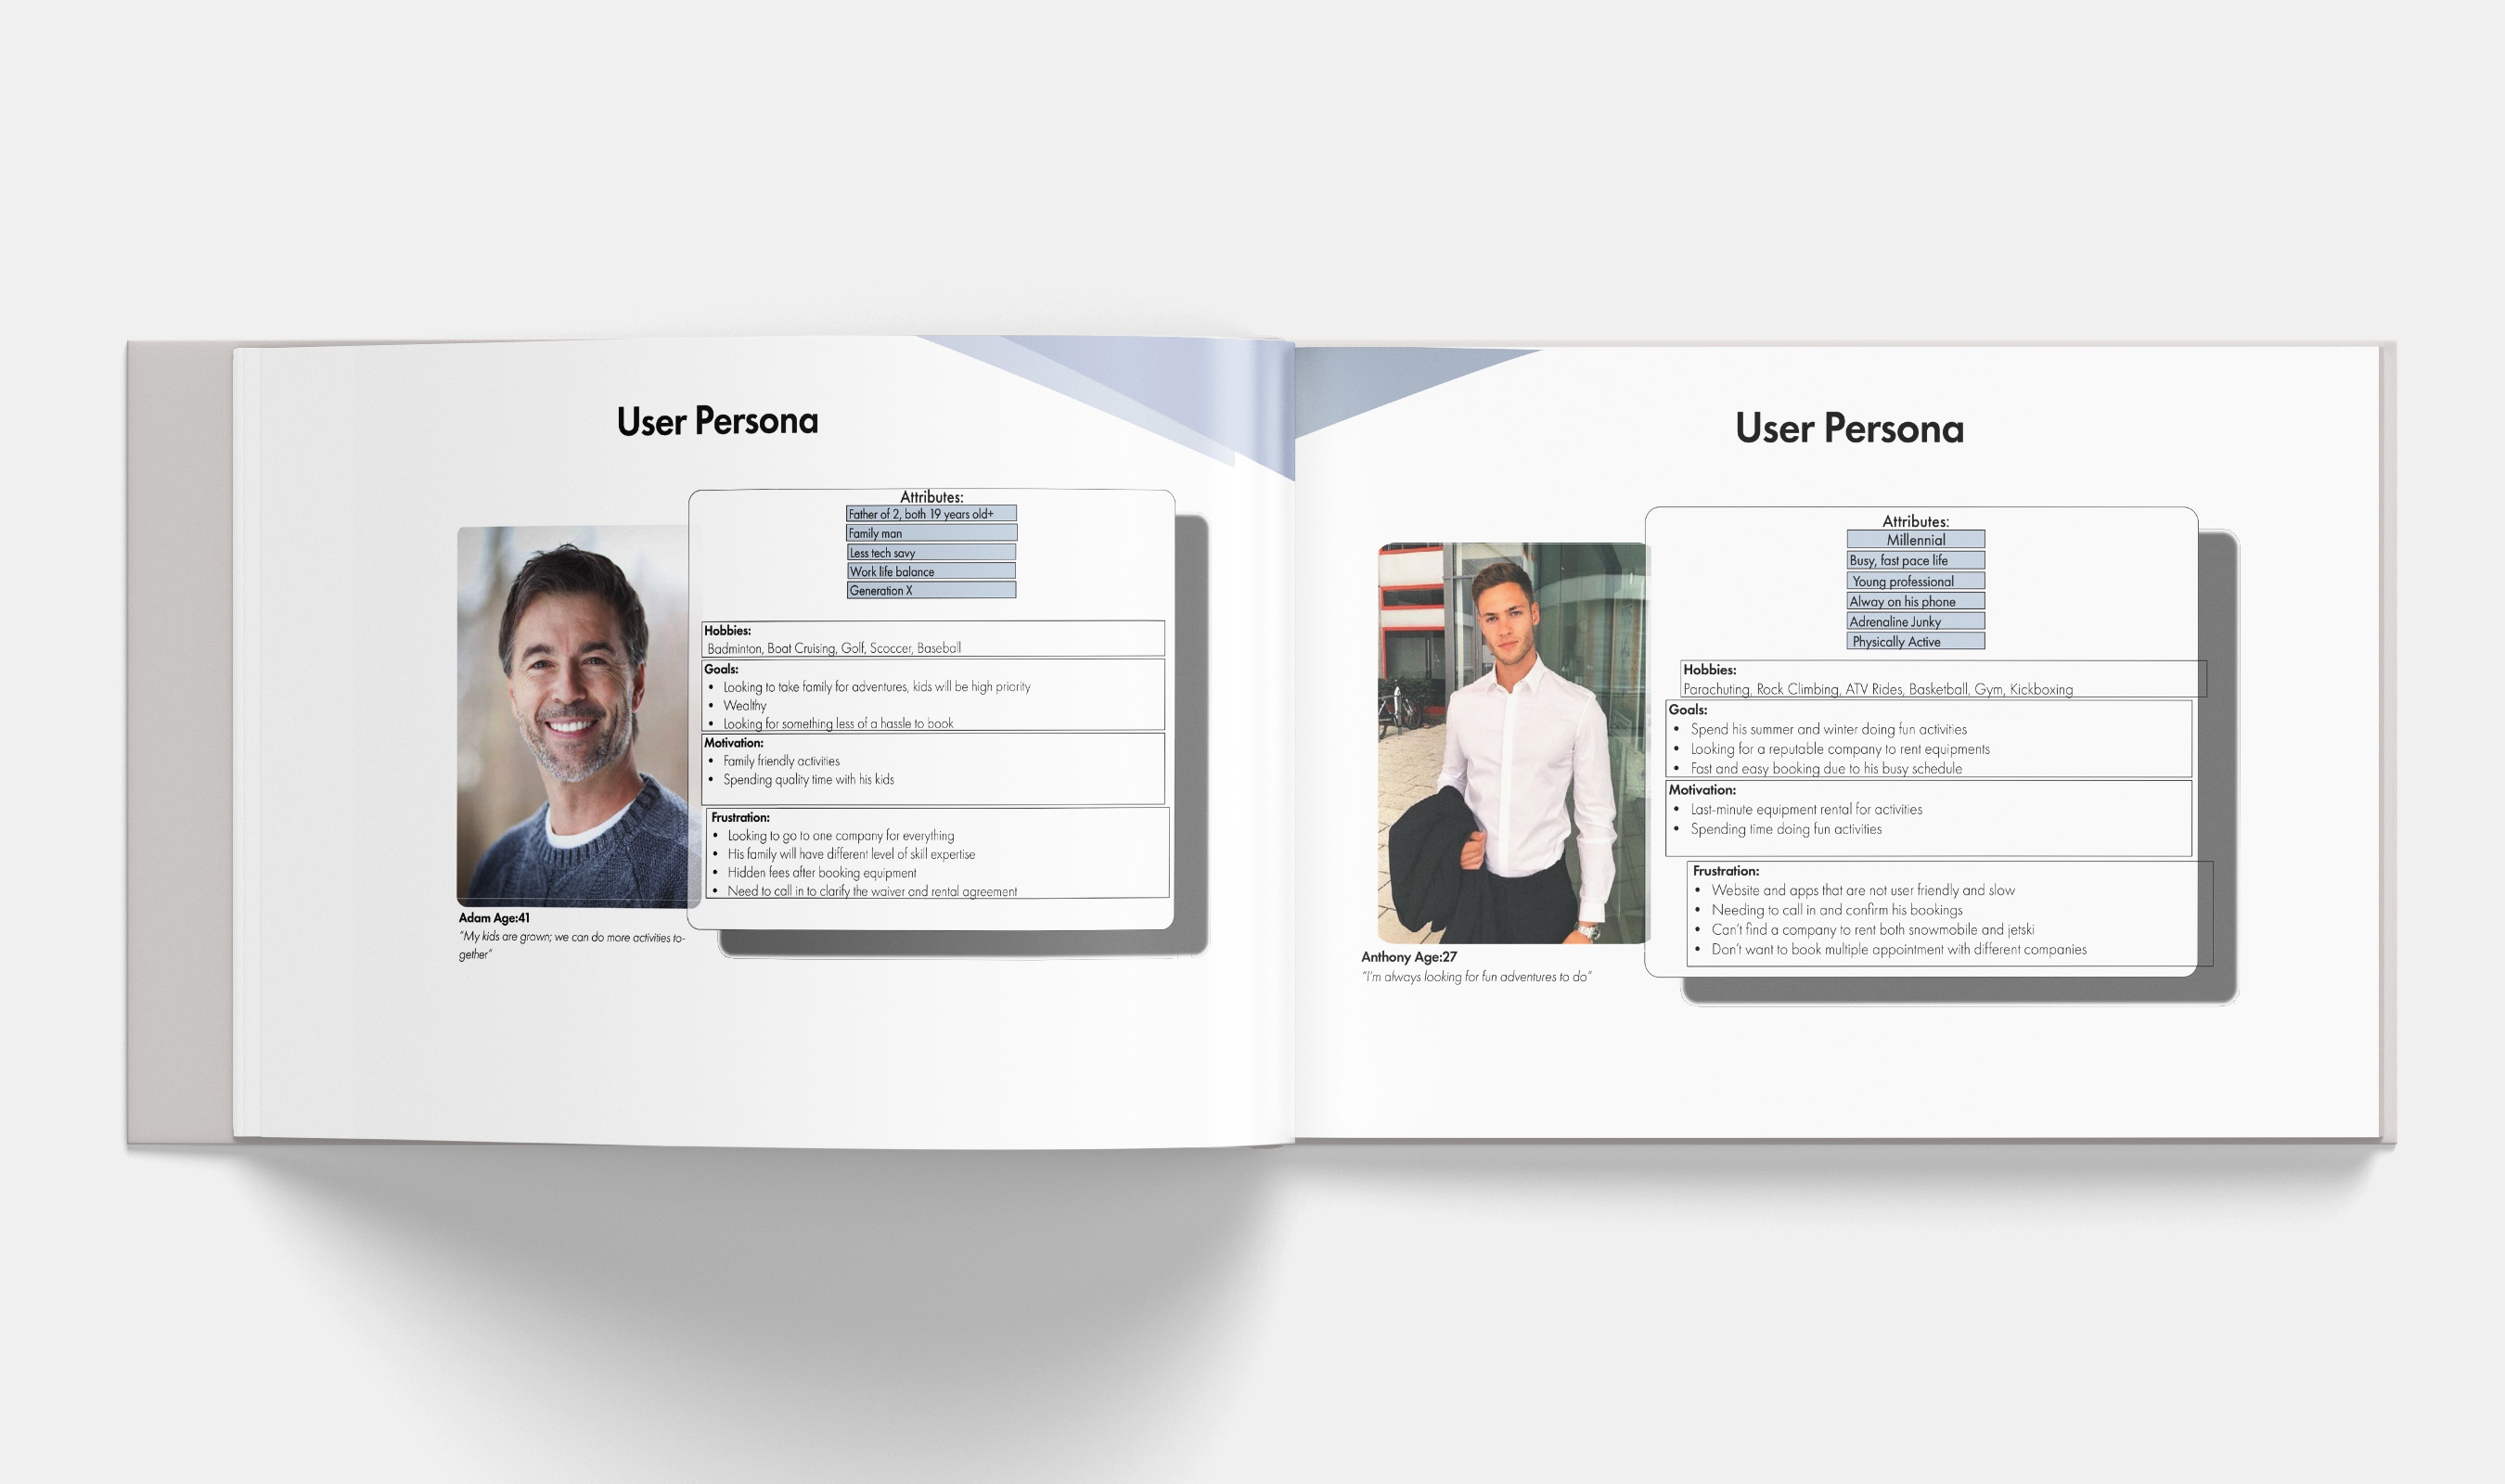 User Persona
Attributes:
Father of 2, both 19 years old+
Family man
Less tech savy
Work life balance
Generation X
Hobbies:
Badminton, Boat Cruising, Golf, Scoccer, Baseball
Goals:
• Looking to take family for adventures, kids will be high priority
• Wealthy
• Looking for something less of a hassle to book
Motivation:
• Family friendly activities
• Spending quality time with his kids
Frustration:
• Looking to go to one company for everything
• His family will have different level of skill expertise
• Hidden fees after booking equipment
• Need to call in to clarify the waiver and rental agreement
Adam Age:41
"My kids are grown; we can do more activities to-
gether"
User Persona
Attributes:
Millennial
Busy, fast pace life
Young professional
Alway on his phone
Adrenaline Junky
Physically Active
Hobbies:
Parachuting, Rock Climbing, ATV Rides, Basketball, Gym, Kickboxing
Goals:
• Spend his summer and winter doing fun activities
• Looking for a reputable company to rent equipments
• Fast and easy booking due to his busy schedule
Motivation:
• Last-minute equipment rental for activities
• Spending time doing fun activities
Frustration:
• Website and apps that are not user friendly and slow
• Needing to call in and confirm his bookings
• Can't find a company to rent both snowmobile and jetski
• Don't want to book multiple appointment with different companies
Anthony Age:27
"I'm always looking for fun adventures to do"